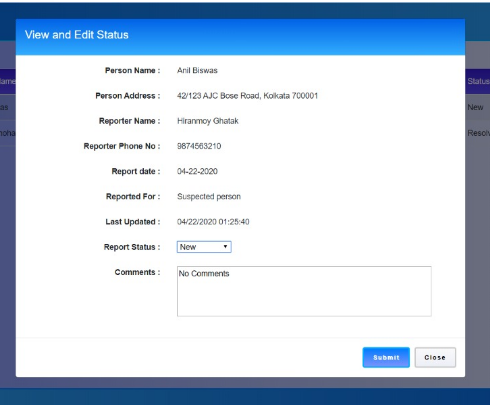 View and Edit Status
Name
Status
Person Name : Anil Biswas
Person Address : 42/123 AJC Bose Road, Kolkata 700001
as
New
Reporter Name : Hiranmoy Ghatak
noha
Resolv
Reporter Phone No : 9874563210
Report date : 04-22-2020
Reported For : Suspected person
Last Updated : 04/22/2020 01:25:40
Report Status : New
Comments : No Comments
Submit Close